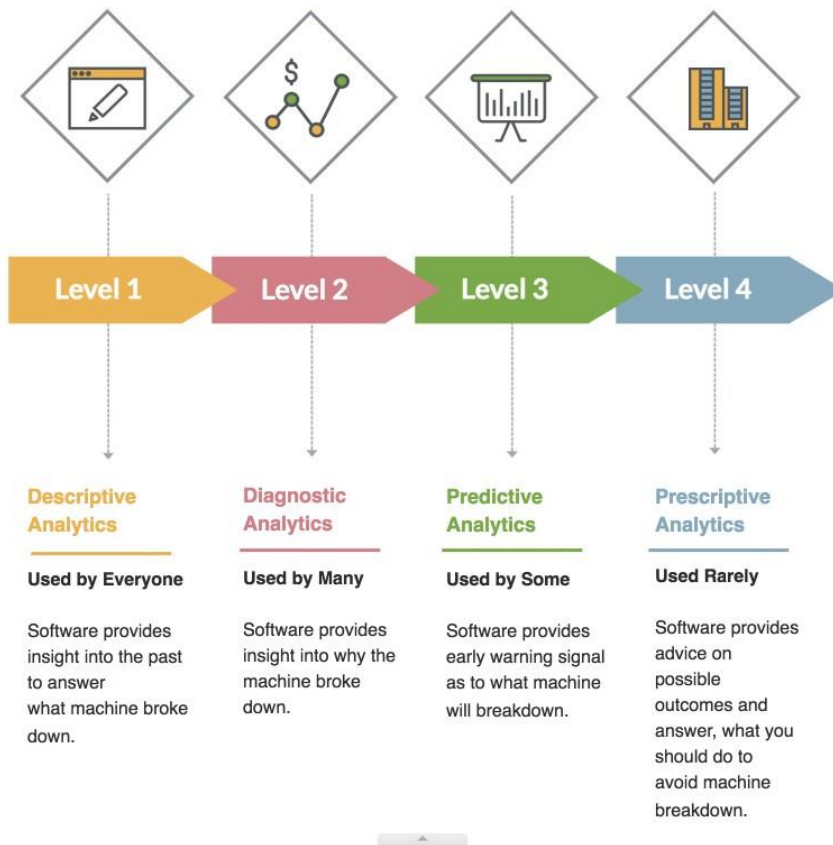 $
Level 1
Level 2
Level 3
Level 4
Descriptive
Analytics
Used by Everyone
Software provides
insight into the past
to answer
what machine broke
down.
Diagnostic
Analytics
Used by Many
Software provides
insight into why the
machine broke
down.
Predictive
Analytics
Used by Some
Software provides
early warning signal
as to what machine
will breakdown.
Prescriptive
Analytics
Used Rarely
Software provides
advice on
possible
outcomes and
answer, what you
should do to
avoid machine
breakdown.